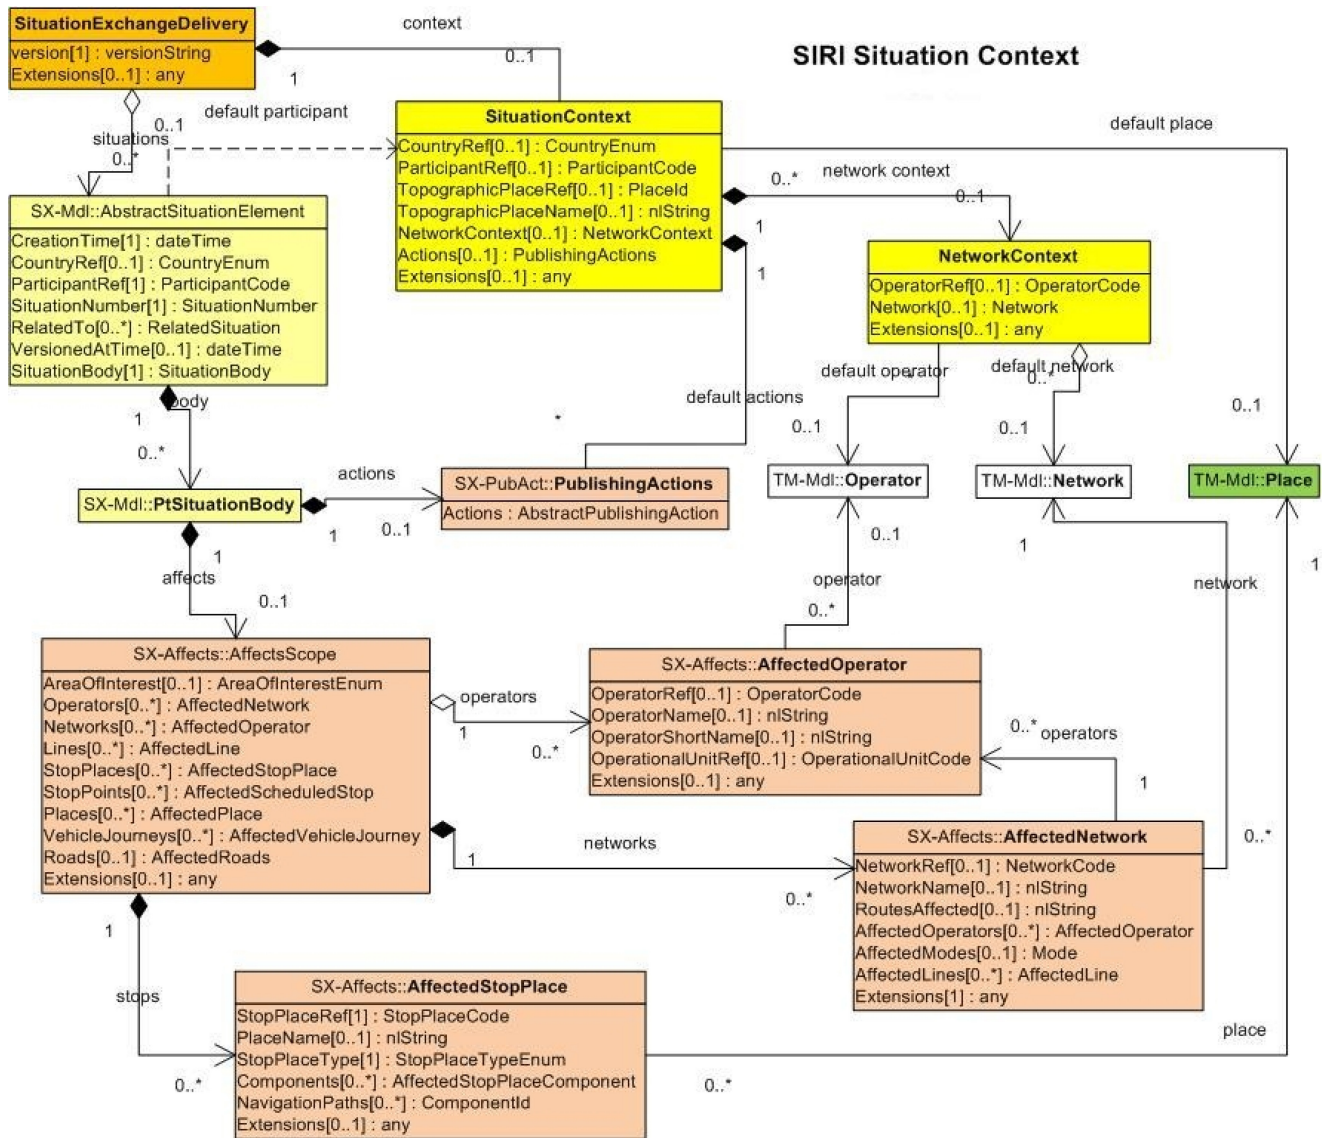 SituationExchangeDelivery
version[1] : versionString
Extensions[0..1] : any
context
0..1
1
SIRI Situation Context
default participant
0..1
situations
0..*
SituationContext
CountryRef[0..1] : CountryEnum
ParticipantRef[0..1] : ParticipantCode
TopographicPlaceRef[0..1] : PlaceId
TopographicPlaceName[0..1] : nlString
NetworkContext[0..1] : NetworkContext
Actions[0..1] : PublishingActions
Extensions[0..1] : any
default place
0..*
network context
0..1
1
1
SX-Mdl::AbstractSituationElement
CreationTime[1] : dateTime
CountryRef[0..1] : CountryEnum
ParticipantRef[1] : ParticipantCode
SituationNumber[1] : SituationNumber
RelatedTo[0..*] : RelatedSituation
VersionedAtTime[0..1] : dateTime
SituationBody[1] : SituationBody
NetworkContext
OperatorRef[0..1] : OperatorCode
Network[0..1] : Network
Extensions[0..1] : any
default operator
*
default network
0..*
body
1
0..*
default actions
*
0..1
0..1
0..1
SX-Mdl::PtSituationBody
actions
1
0..1
SX-PubAct::PublishingActions
Actions : AbstractPublishingAction
TM-Mdl::Operator
TM-Mdl::Network
TM-Mdl::Place
1
affects
0..1
0..1
operator
0..*
1
network
1
SX-Affects::AffectsScope
AreaOfInterest[0..1] : AreaOfInterestEnum
Operators[0..*] : AffectedNetwork
Networks[0..*] : AffectedOperator
Lines[0..*] : AffectedLine
StopPlaces[0..*] : AffectedStopPlace
StopPoints[0..*] : AffectedScheduledStop
Places[0..*] : AffectedPlace
VehicleJourneys[0..*] : AffectedVehicleJourney
Roads[0..1] : AffectedRoads
Extensions[0..1] : any
operators
1
0..*
SX-Affects::AffectedOperator
OperatorRef[0..1] : OperatorCode
OperatorName[0..1] : nlString
OperatorShortName[0..1] : nlString
OperationalUnitRef[0..1] : OperationalUnitCode
Extensions[0..1] : any
0..*
operators
1
networks
1
0..*
0..*
SX-Affects::AffectedNetwork
NetworkRef[0..1] : NetworkCode
NetworkName[0..1] : nlString
RoutesAffected[0..1] : nlString
AffectedOperators[0..*] : AffectedOperator
AffectedModes[0..1] : Mode
AffectedLines[0..*] : AffectedLine
Extensions[1] : any
1
stops
0..*
SX-Affects::AffectedStopPlace
StopPlaceRef[1] : StopPlaceCode
PlaceName[0..1] : nlString
StopPlaceType[1] : StopPlaceTypeEnum
Components[0..*] : AffectedStopPlaceComponent
NavigationPaths[0..*] : ComponentId
Extensions[0..1] : any
place
0..*